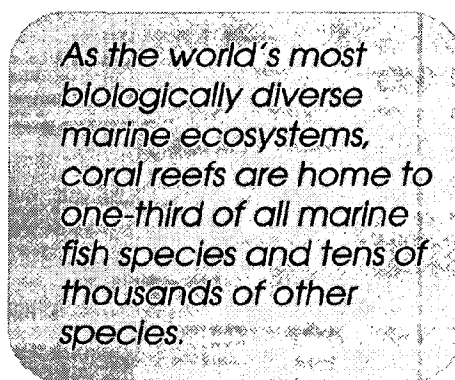 As the world's most
biologically diverse
marine ecosystems,
coral reefs are home to
one-third of all marine
fish species and tens of
thousands of other
species.